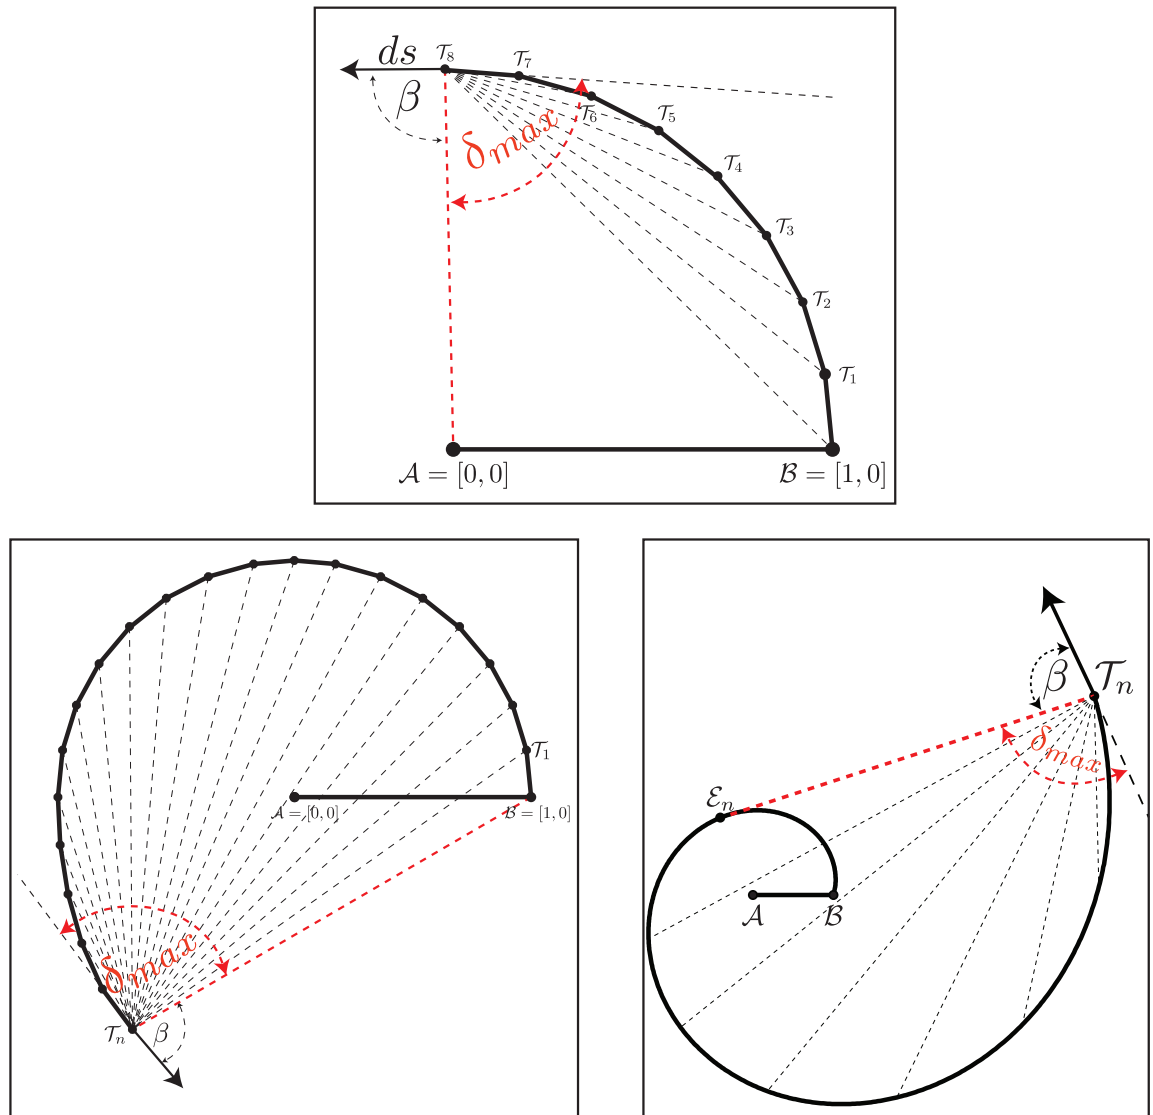 ds
𝒯₈
𝒯₇
β
𝒯₆
δₘₐₓ
𝒯₅
𝒯₄
𝒯₃
𝒯₂
𝒯₁
𝒜 = [0, 0]
ℬ = [1, 0]
𝒯₁
𝒜 = [0, 0]
ℬ = [1, 0]
δₘₐₓ
𝒯ₙ
β
β
𝒯ₙ
δₘₐₓ
ℰₙ
𝒜
ℬ